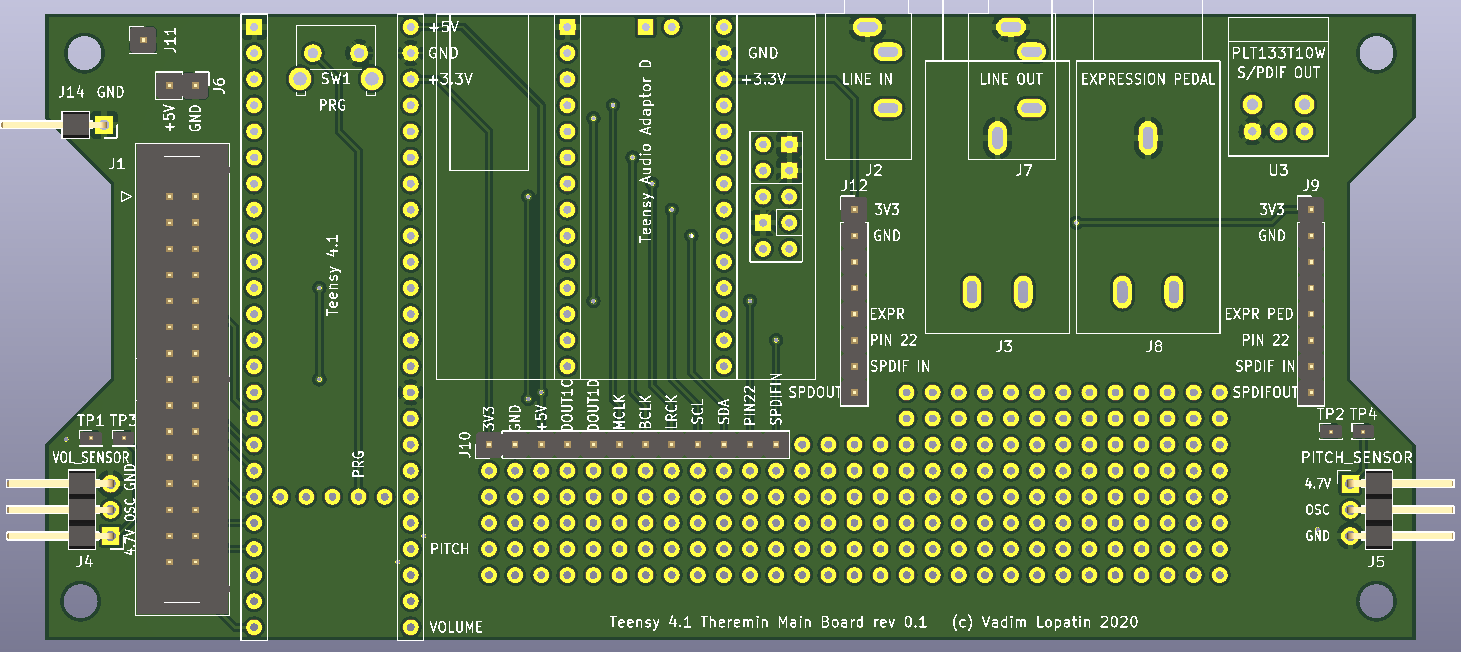 J11
+5V
GND
+3.3V
SW1
PRG
J6
J14 GND
+5V
GND
J1
Teensy 4.1
Teensy Audio Adaptor D
GND
+3.3V
LINE IN
J2
LINE OUT
J7
EXPRESSION PEDAL
PLT133T10W
S/PDIF OUT
U3
J12
3V3
GND
EXPR
PIN 22
SPDIF IN
SPDOUT
J3
J8
J9
3V3
GND
EXPR PED
PIN 22
SPDIF IN
SPDIFOUT
TP1 TP3
VOL_SENSOR
GND
OSC
4.7V
J4
PRG
J10
3V3
GND
+5V
DOUT1C
DOUT1D
MCLK
BCLK
LRCK
SCL
SDA
PIN22
SPDIFIN
TP2 TP4
PITCH_SENSOR
4.7V
OSC
GND
J5
PITCH
VOLUME
Teensy 4.1 Theremin Main Board rev 0.1 (c) Vadim Lopatin 2020